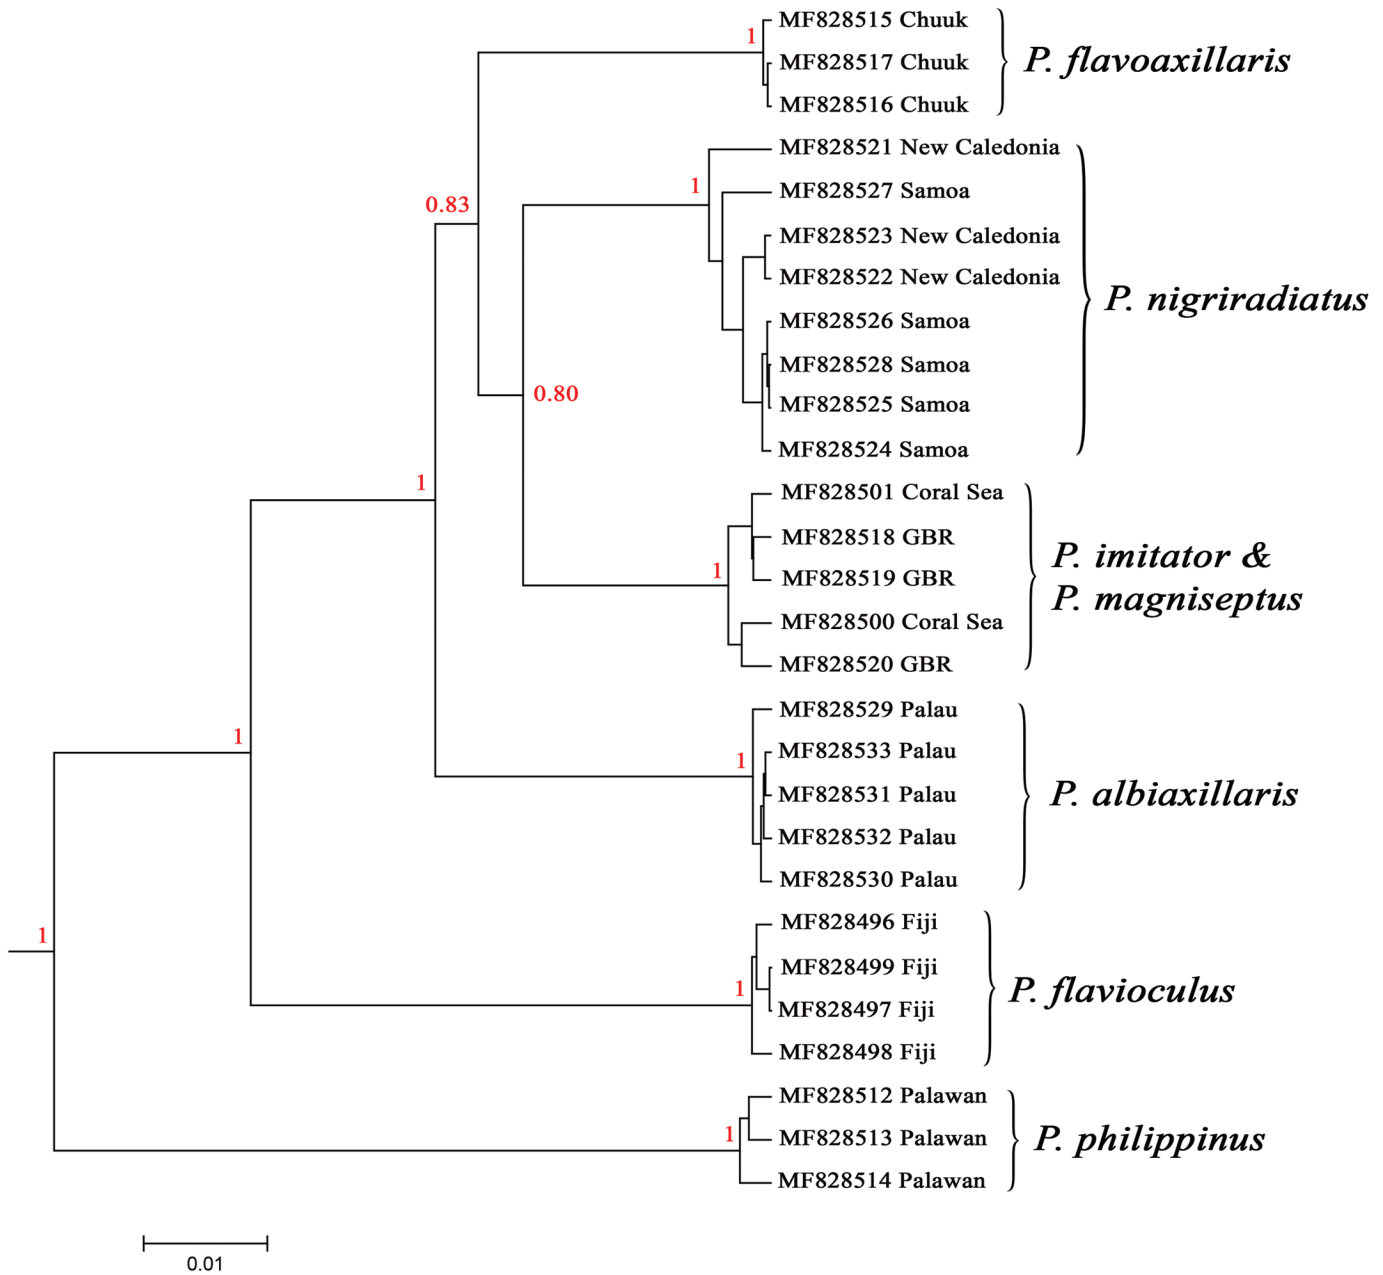 MF828515 Chuuk
1
MF828517 Chuuk
P. flavoaxillaris
MF828516 Chuuk
MF828521 New Caledonia
1
MF828527 Samoa
0.83
MF828523 New Caledonia
MF828522 New Caledonia
P. nigriradiatus
MF828526 Samoa
MF828528 Samoa
0.80
MF828525 Samoa
MF828524 Samoa
1
MF828501 Coral Sea
MF828518 GBR
P. imitator &
P. magniseptus
1
MF828519 GBR
MF828500 Coral Sea
MF828520 GBR
MF828529 Palau
1
MF828533 Palau
1
MF828531 Palau
P. albiaxillaris
MF828532 Palau
MF828530 Palau
MF828496 Fiji
1
MF828499 Fiji
1
P. flavioculus
MF828497 Fiji
MF828498 Fiji
MF828512 Palawan
1
MF828513 Palawan
P. philippinus
MF828514 Palawan
0.01